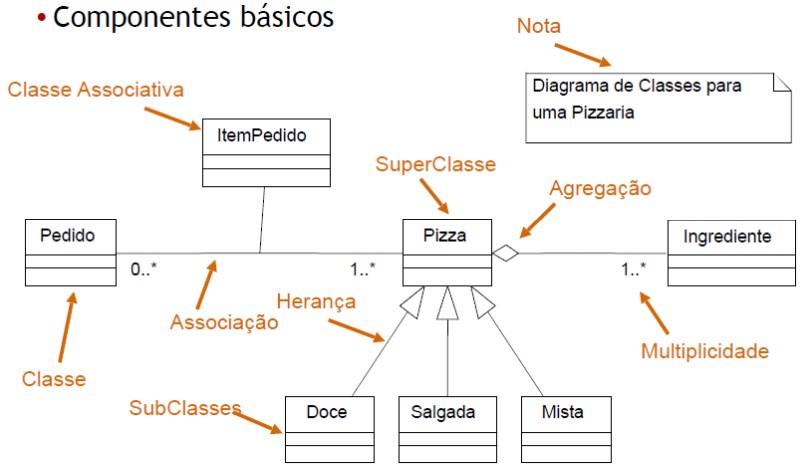 • Componentes básicos
Nota
Diagrama de Classes para
uma Pizzaria
Classe Associativa
ItemPedido
SuperClasse
Agregação
Pedido
Pizza
Ingrediente
0..*
1..*
1..*
Herança
Associação
Multiplicidade
Classe
SubClasses
Doce
Salgada
Mista